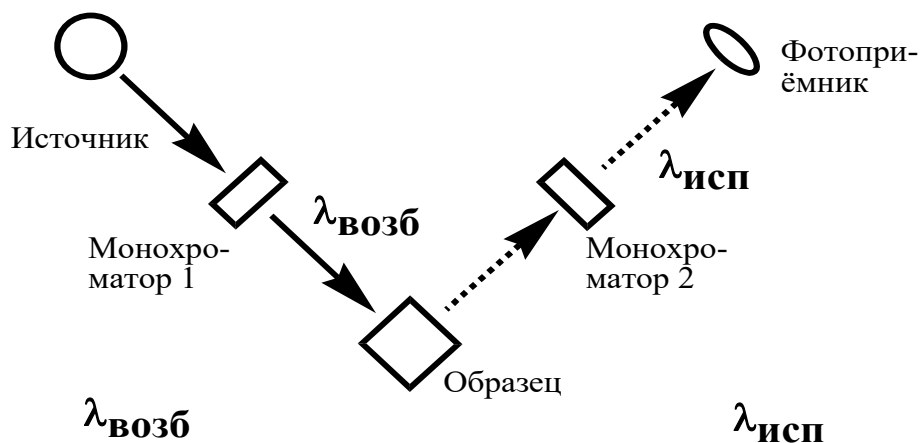 Фотопри-
ёмник
Источник
λисп
λвозб
Монохро-
матор 1
Монохро-
матор 2
Образец
λвозб
λисп